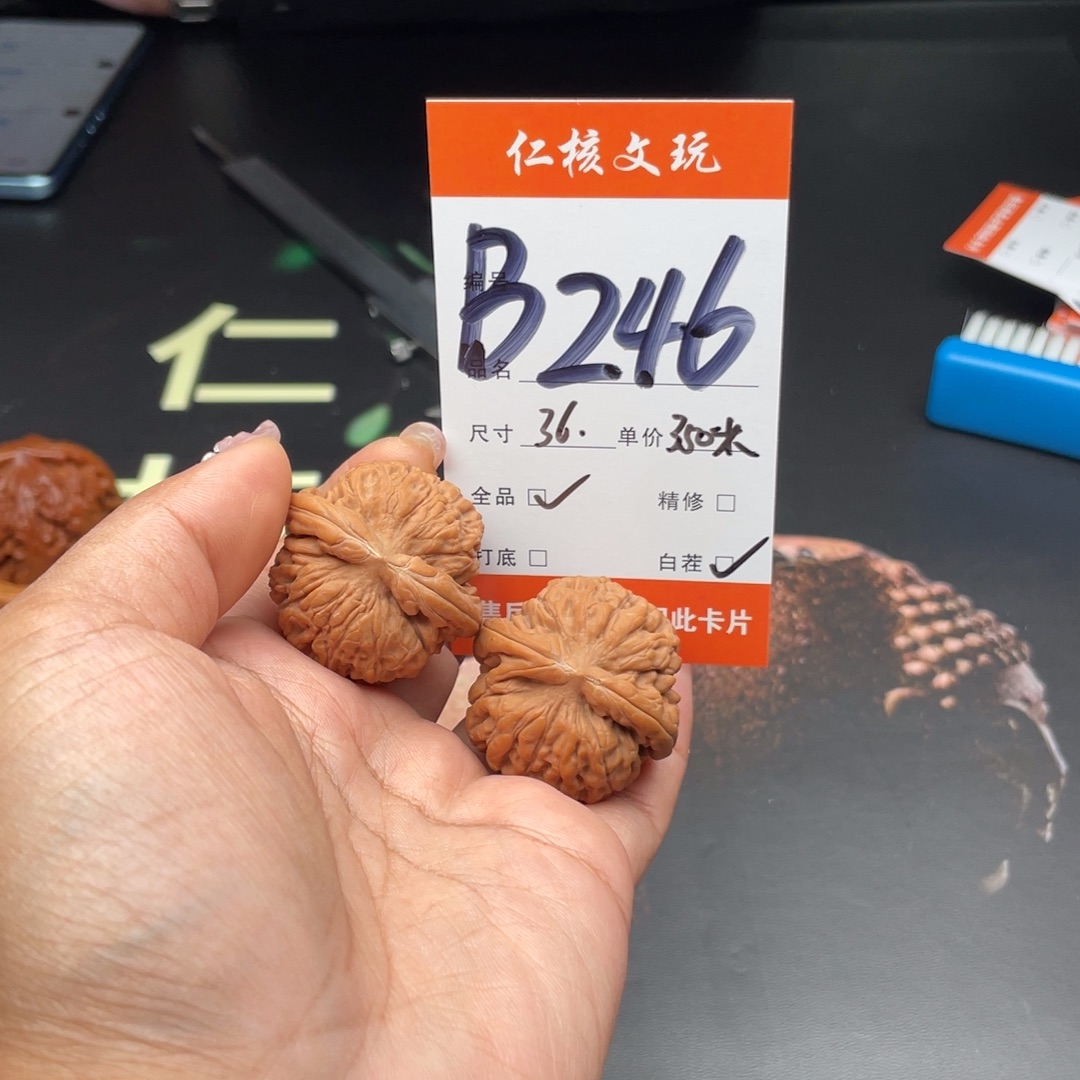 仁核文玩
编号 B246
品名
尺寸 36. 单价 350米
全品 ☐✓ 精修 ☐
打底 ☐ 白茬 ☐✓
此卡片
仁